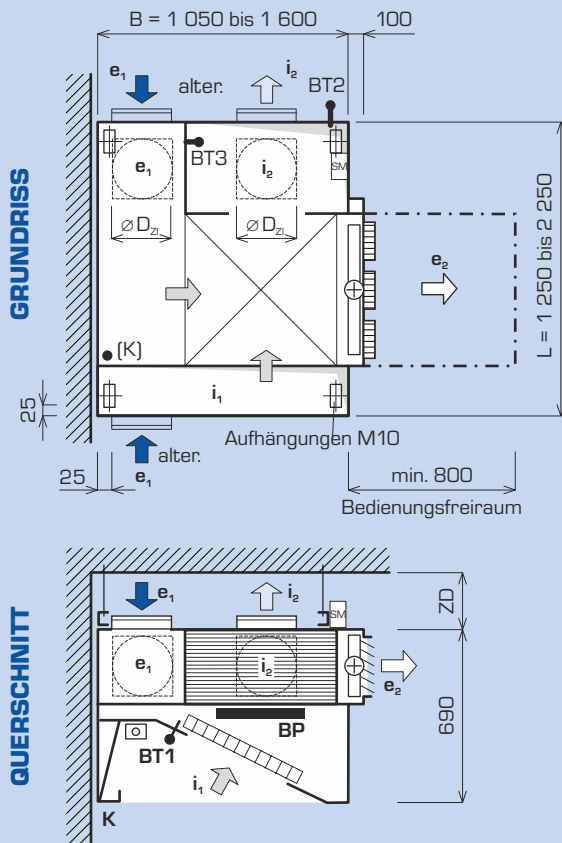 B = 1 050 bis 1 600
100
e₁
alter.
i₂
BT2
BT3
SM
e₁
i₂
Ø D_ZI
Ø D_ZI
GRUNDRISS
e₂
L = 1 250 bis 2 250
(K)
i₁
25
Aufhängungen M10
alter.
e₁
25
min. 800
Bedienungsfreiraum
QUERSCHNITT
e₁
i₂
ZD
SM
e₁
i₂
e₂
690
BP
BT1
i₁
K